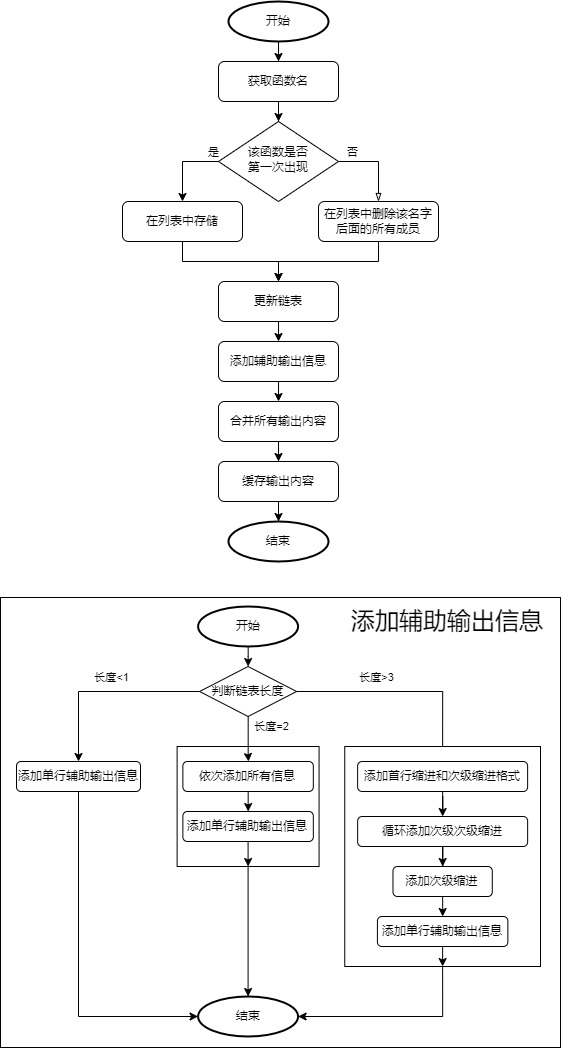 开始
获取函数名
该函数是否
第一次出现
是
否
在列表中存储
在列表中删除该名字
后面的所有成员
更新链表
添加辅助输出信息
合并所有输出内容
缓存输出内容
结束
添加辅助输出信息
开始
判断链表长度
长度<1
长度=2
长度>3
添加单行辅助输出信息
依次添加所有信息
添加单行辅助输出信息
添加首行缩进和次级缩进格式
循环添加次级次级缩进
添加次级缩进
添加单行辅助输出信息
结束